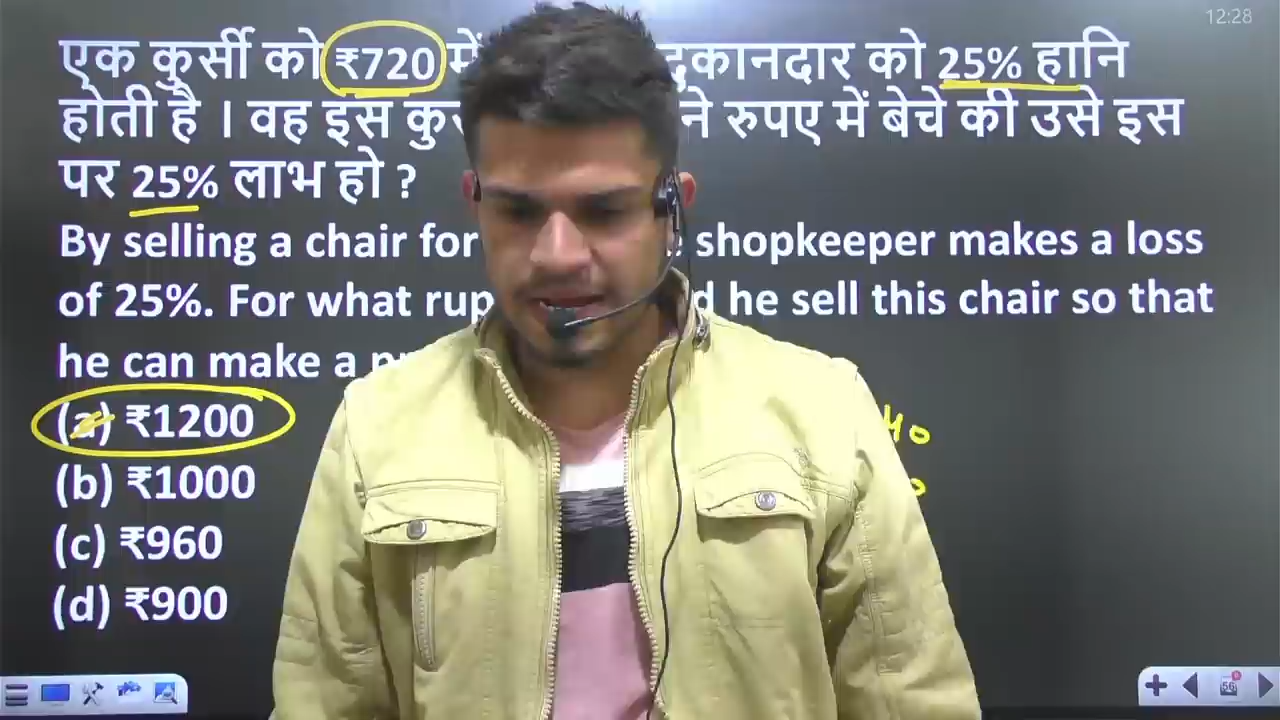 12:28
एक कुर्सी को ₹720 में दुकानदार को 25% हानि
होती है । वह इस रुपए में बेचे की उसे इस
पर 25% लाभ हो ?
By selling a chair for shopkeeper makes a loss
of 25%. For what he sell this chair so that
he can make a
(a) ₹1200
(b) ₹1000
(c) ₹960
(d) ₹900